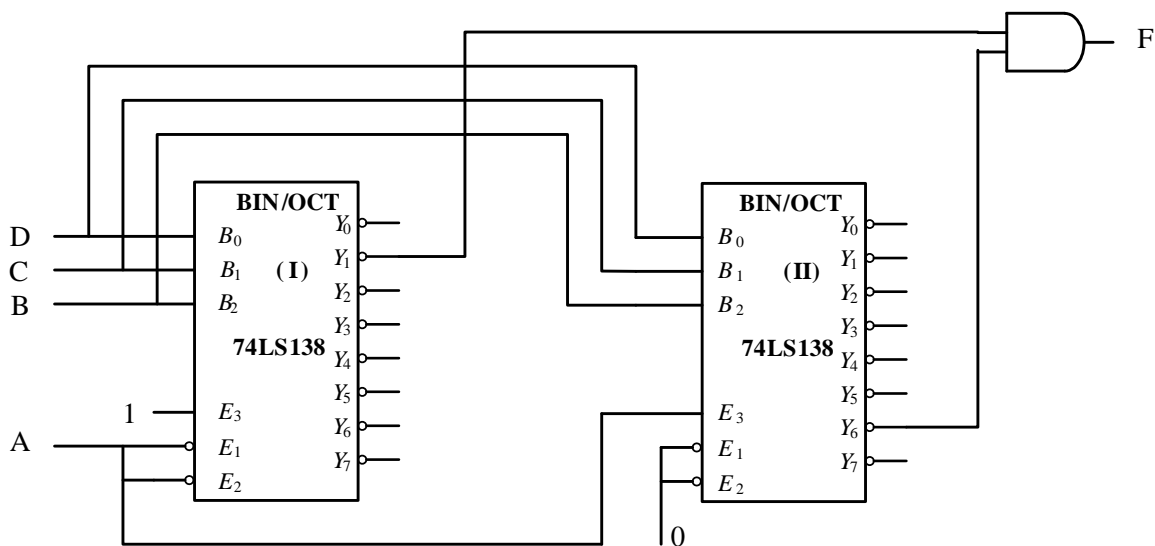 F
BIN/OCT
Y0
D
B0
Y1
C
B1
(I)
Y2
B
B2
Y3
74LS138
Y4
Y5
1
E3
Y6
A
E1
Y7
E2
BIN/OCT
Y0
B0
Y1
B1
(II)
Y2
B2
Y3
74LS138
Y4
Y5
E3
Y6
E1
Y7
E2
0